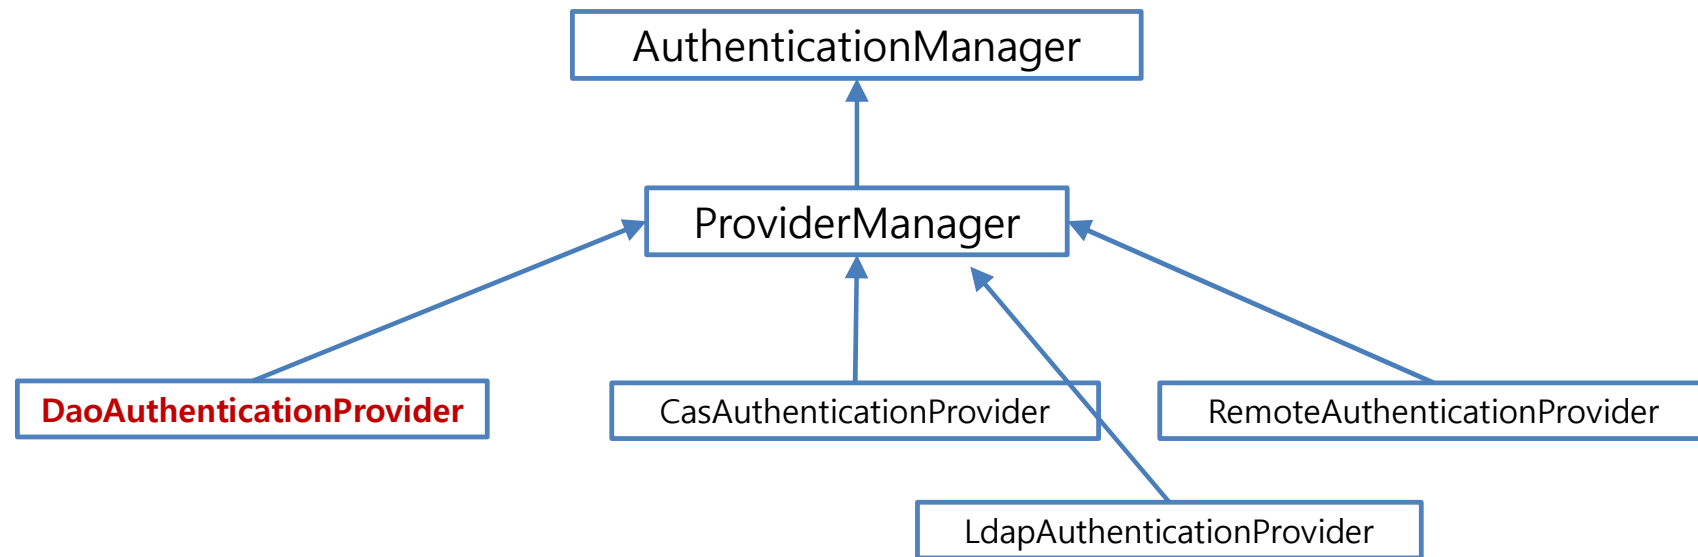 AuthenticationManager
ProviderManager
DaoAuthenticationProvider
CasAuthenticationProvider
RemoteAuthenticationProvider
LdapAuthenticationProvider